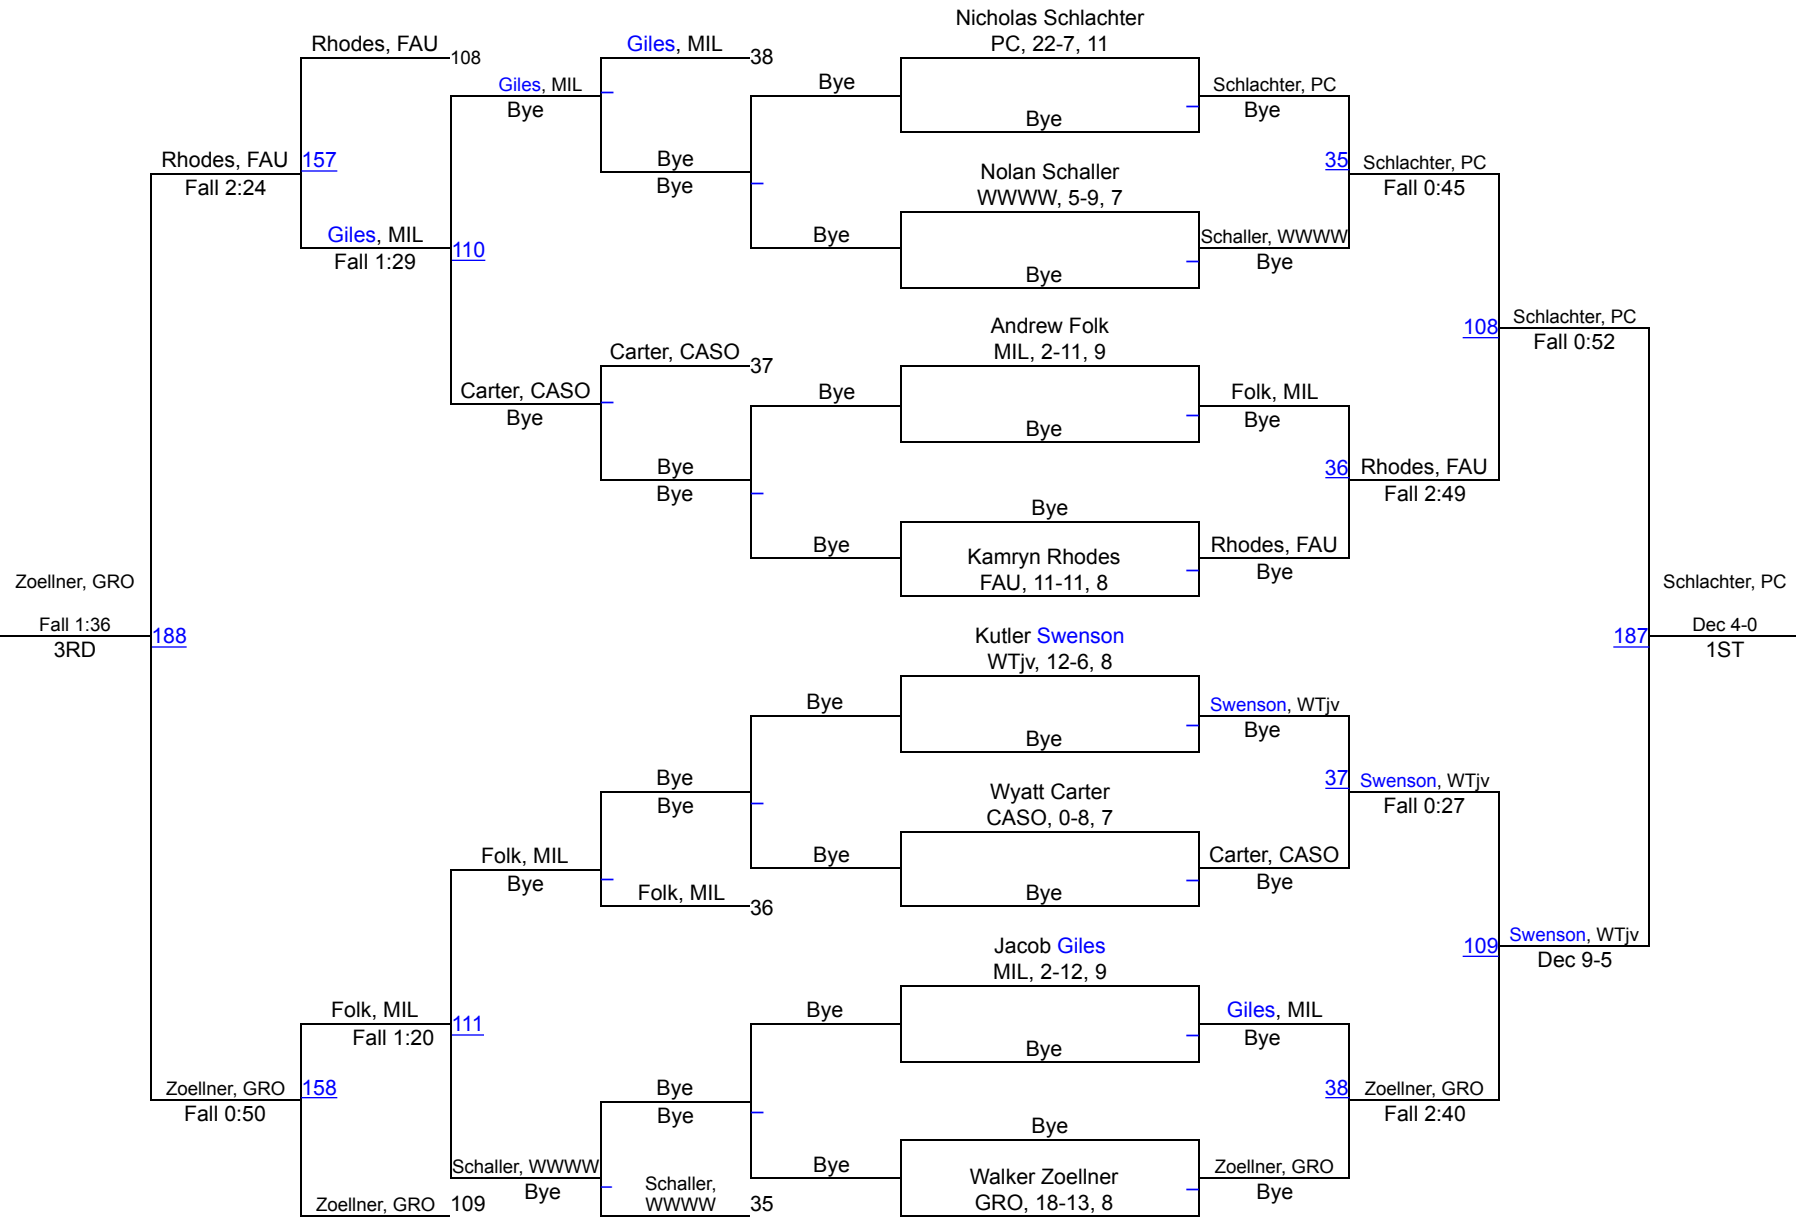 Nicholas Schlachter
PC, 22-7, 11
Rhodes, FAU
108
Giles, MIL
38
Giles, MIL
Bye
Bye
Bye
Schlachter, PC
Bye
Rhodes, FAU
157
Fall 2:24
Bye
Bye
35
Schlachter, PC
Fall 0:45
Nolan Schaller
WWWW, 5-9, 7
Giles, MIL
Fall 1:29
110
Bye
Bye
Schaller, WWWW
Bye
Andrew Folk
MIL, 2-11, 9
108
Schlachter, PC
Fall 0:52
Carter, CASO
37
Carter, CASO
Bye
Bye
Bye
Folk, MIL
Bye
Bye
Bye
36
Rhodes, FAU
Fall 2:49
Bye
Bye
Kamryn Rhodes
FAU, 11-11, 8
Rhodes, FAU
Bye
Zoellner, GRO
Fall 1:36
3RD
188
Schlachter, PC
187
Dec 4-0
1ST
Kutler Swenson
WTjv, 12-6, 8
Bye
Bye
Swenson, WTjv
Bye
Bye
Bye
37
Swenson, WTjv
Fall 0:27
Wyatt Carter
CASO, 0-8, 7
Folk, MIL
Bye
Bye
Bye
Carter, CASO
Bye
Folk, MIL
36
Jacob Giles
MIL, 2-12, 9
109
Swenson, WTjv
Dec 9-5
Folk, MIL
Fall 1:20
111
Bye
Bye
Giles, MIL
Bye
Zoellner, GRO
Fall 0:50
158
Bye
Bye
38
Zoellner, GRO
Fall 2:40
Bye
Schaller, WWWW
Bye
Schaller,
WWWW
35
Bye
Walker Zoellner
GRO, 18-13, 8
Zoellner, GRO
Bye
Zoellner, GRO
109